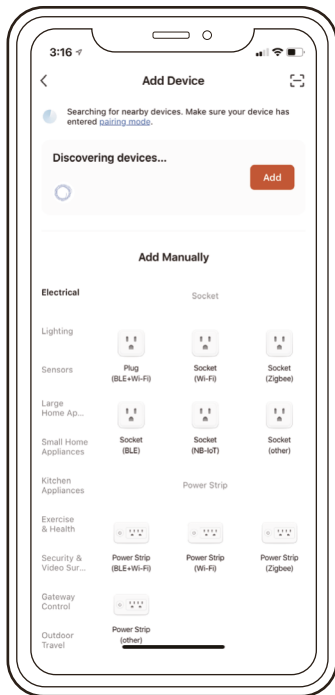 3:16
Add Device
Searching for nearby devices. Make sure your device has
entered pairing mode.
Discovering devices...
Add
Add Manually
Electrical
Lighting
Sensors
Large
Home Ap...
Small Home
Appliances
Kitchen
Appliances
Exercise
& Health
Security &
Video Sur...
Gateway
Control
Outdoor
Travel
Socket
Plug
(BLE+Wi-Fi)
Socket
(Wi-Fi)
Socket
(Zigbee)
Socket
(BLE)
Socket
(NB-IoT)
Socket
(other)
Power Strip
Power Strip
(BLE+Wi-Fi)
Power Strip
(Wi-Fi)
Power Strip
(Zigbee)
Power Strip
(other)